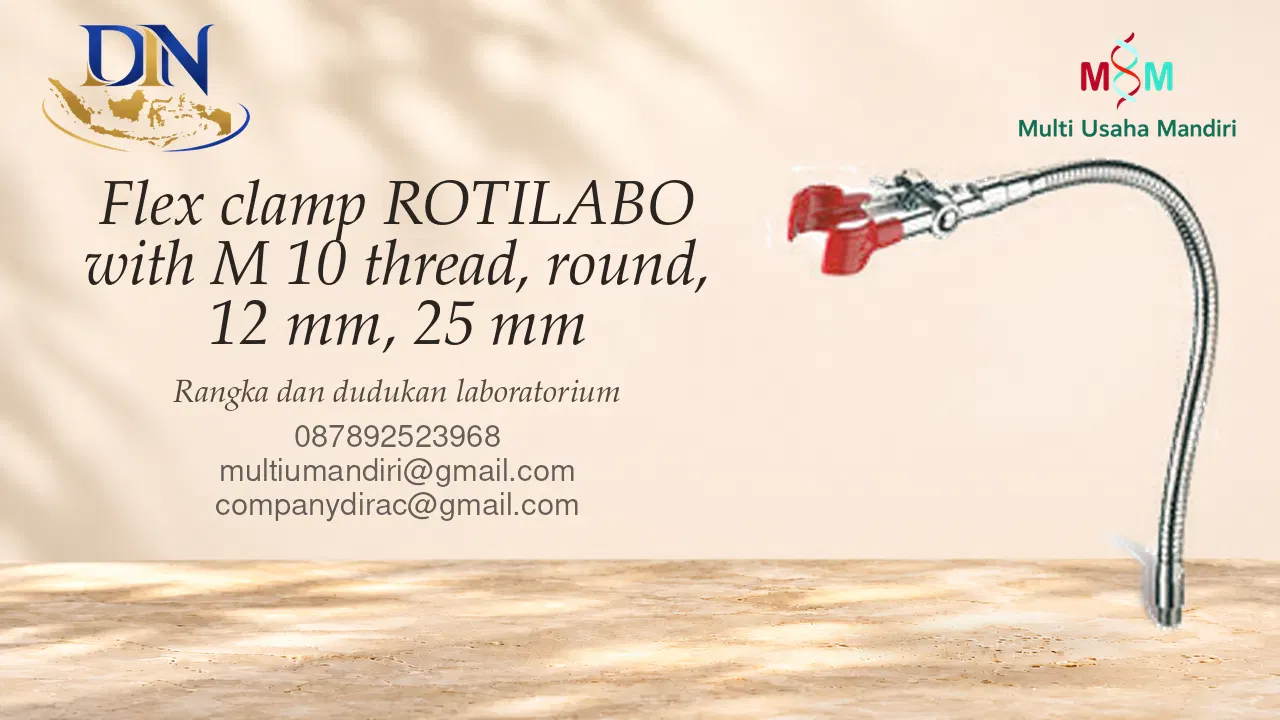 DIN
M M
Multi Usaha Mandiri
Flex clamp ROTILABO
with M 10 thread, round,
12 mm, 25 mm
Rangka dan dudukan laboratorium
087892523968
multiumandiri@gmail.com
companydirac@gmail.com